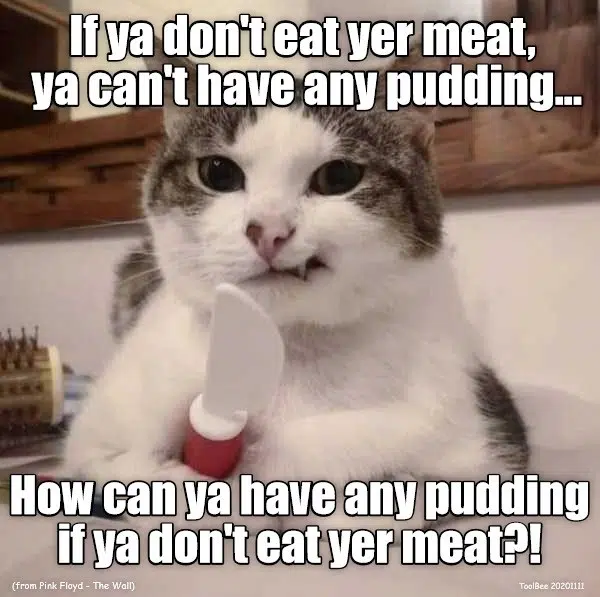 If ya don't eat yer meat,
ya can't have any pudding...
How can ya have any pudding
if ya don't eat yer meat?!
(from Pink Floyd - The Wall)
ToolBee 20201111